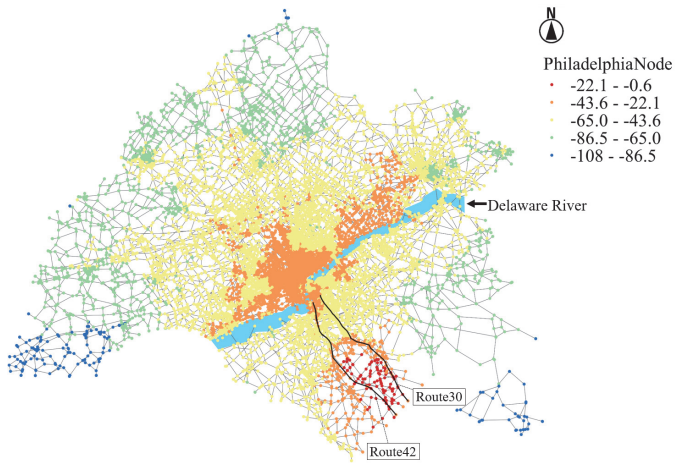 N
PhiladelphiaNode
-22.1 - -0.6
-43.6 - -22.1
-65.0 - -43.6
-86.5 - -65.0
-108 - -86.5
Delaware River
Route30
Route42